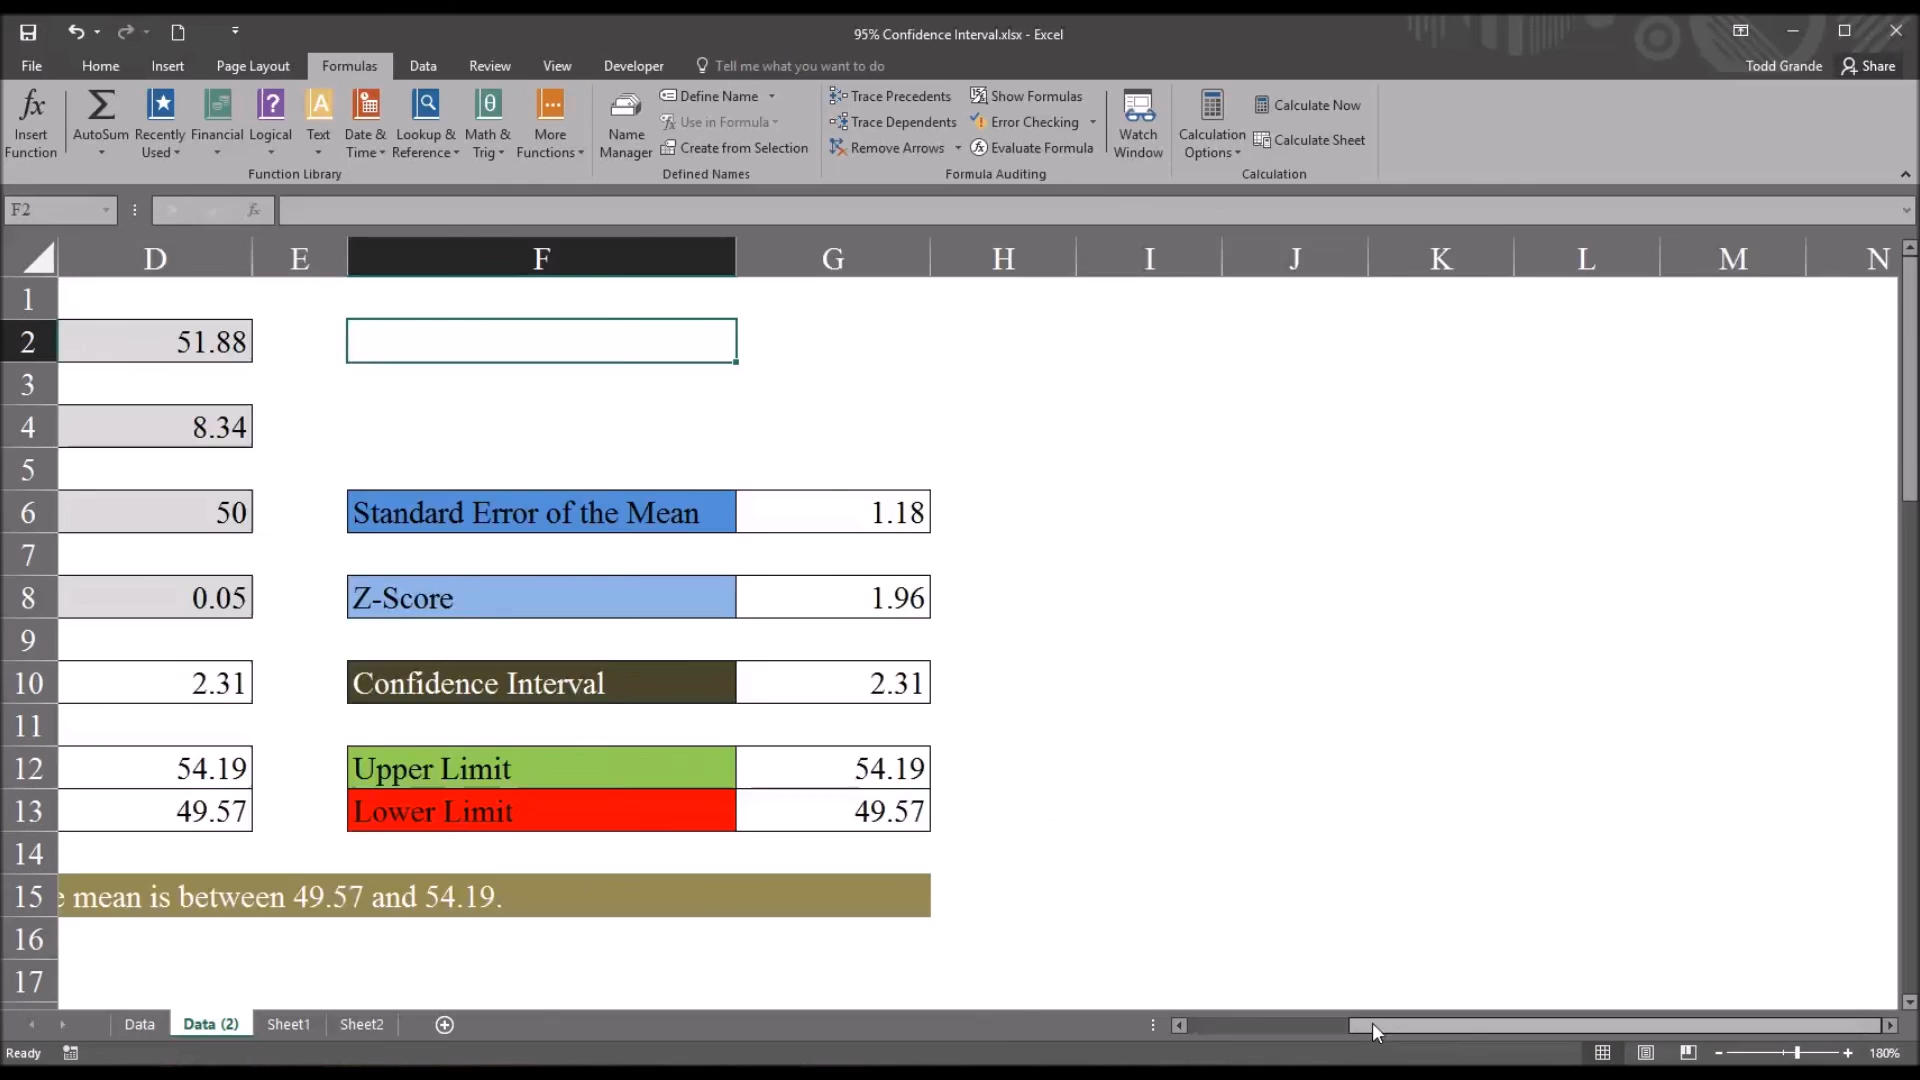 95% Confidence Interval.xlsx - Excel
File Home Insert Page Layout Formulas Data Review View Developer Tell me what you want to do Todd Grande Share
fx Insert Function
AutoSum
Recently Used
Financial
Logical
Text
Date & Time
Lookup & Reference
Math & Trig
More Functions
Function Library
Name Manager
Define Name
Use in Formula
Create from Selection
Defined Names
Trace Precedents
Trace Dependents
Remove Arrows
Show Formulas
Error Checking
Evaluate Formula
Formula Auditing
Watch Window
Calculation Options
Calculate Now
Calculate Sheet
Calculation
F2 fx
D E F G H I J K L M N
1
2 51.88
3
4 8.34
5
6 50 Standard Error of the Mean 1.18
7
8 0.05 Z-Score 1.96
9
10 2.31 Confidence Interval 2.31
11
12 54.19 Upper Limit 54.19
13 49.57 Lower Limit 49.57
14
15 mean is between 49.57 and 54.19.
16
17
Data Data (2) Sheet1 Sheet2
Ready 180%